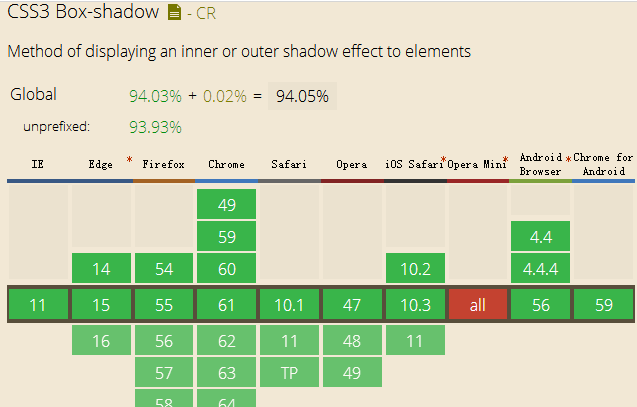 CSS3 Box-shadow - CR
Method of displaying an inner or outer shadow effect to elements
Global 94.03% + 0.02% = 94.05%
unprefixed: 93.93%
IE Edge * Firefox Chrome Safari Opera iOS Safari * Opera Mini * Android Browser * Chrome for Android
49
59 4.4
14 54 60 10.2 4.4.4
11 15 55 61 10.1 47 10.3 all 56 59
16 56 62 11 48 11
57 63 TP 49
58 64